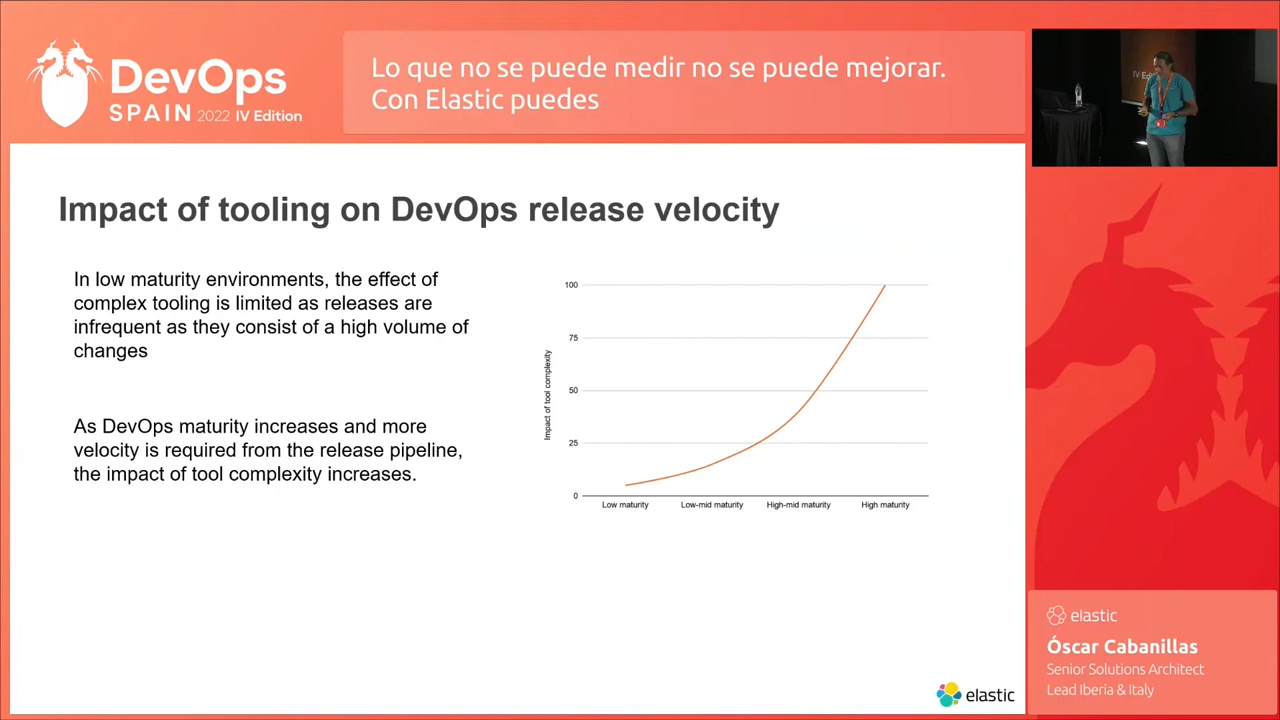 DevOps
SPAIN 2022 IV Edition
Lo que no se puede medir no se puede mejorar.
Con Elastic puedes
IV Edi
Impact of tooling on DevOps release velocity
In low maturity environments, the effect of
complex tooling is limited as releases are
infrequent as they consist of a high volume of
changes
As DevOps maturity increases and more
velocity is required from the release pipeline,
the impact of tool complexity increases.
Impact of tool complexity
100
75
50
25
0
Low maturity
Low-mid maturity
High-mid maturity
High maturity
elastic
elastic
Óscar Cabanillas
Senior Solutions Architect
Lead Iberia & Italy